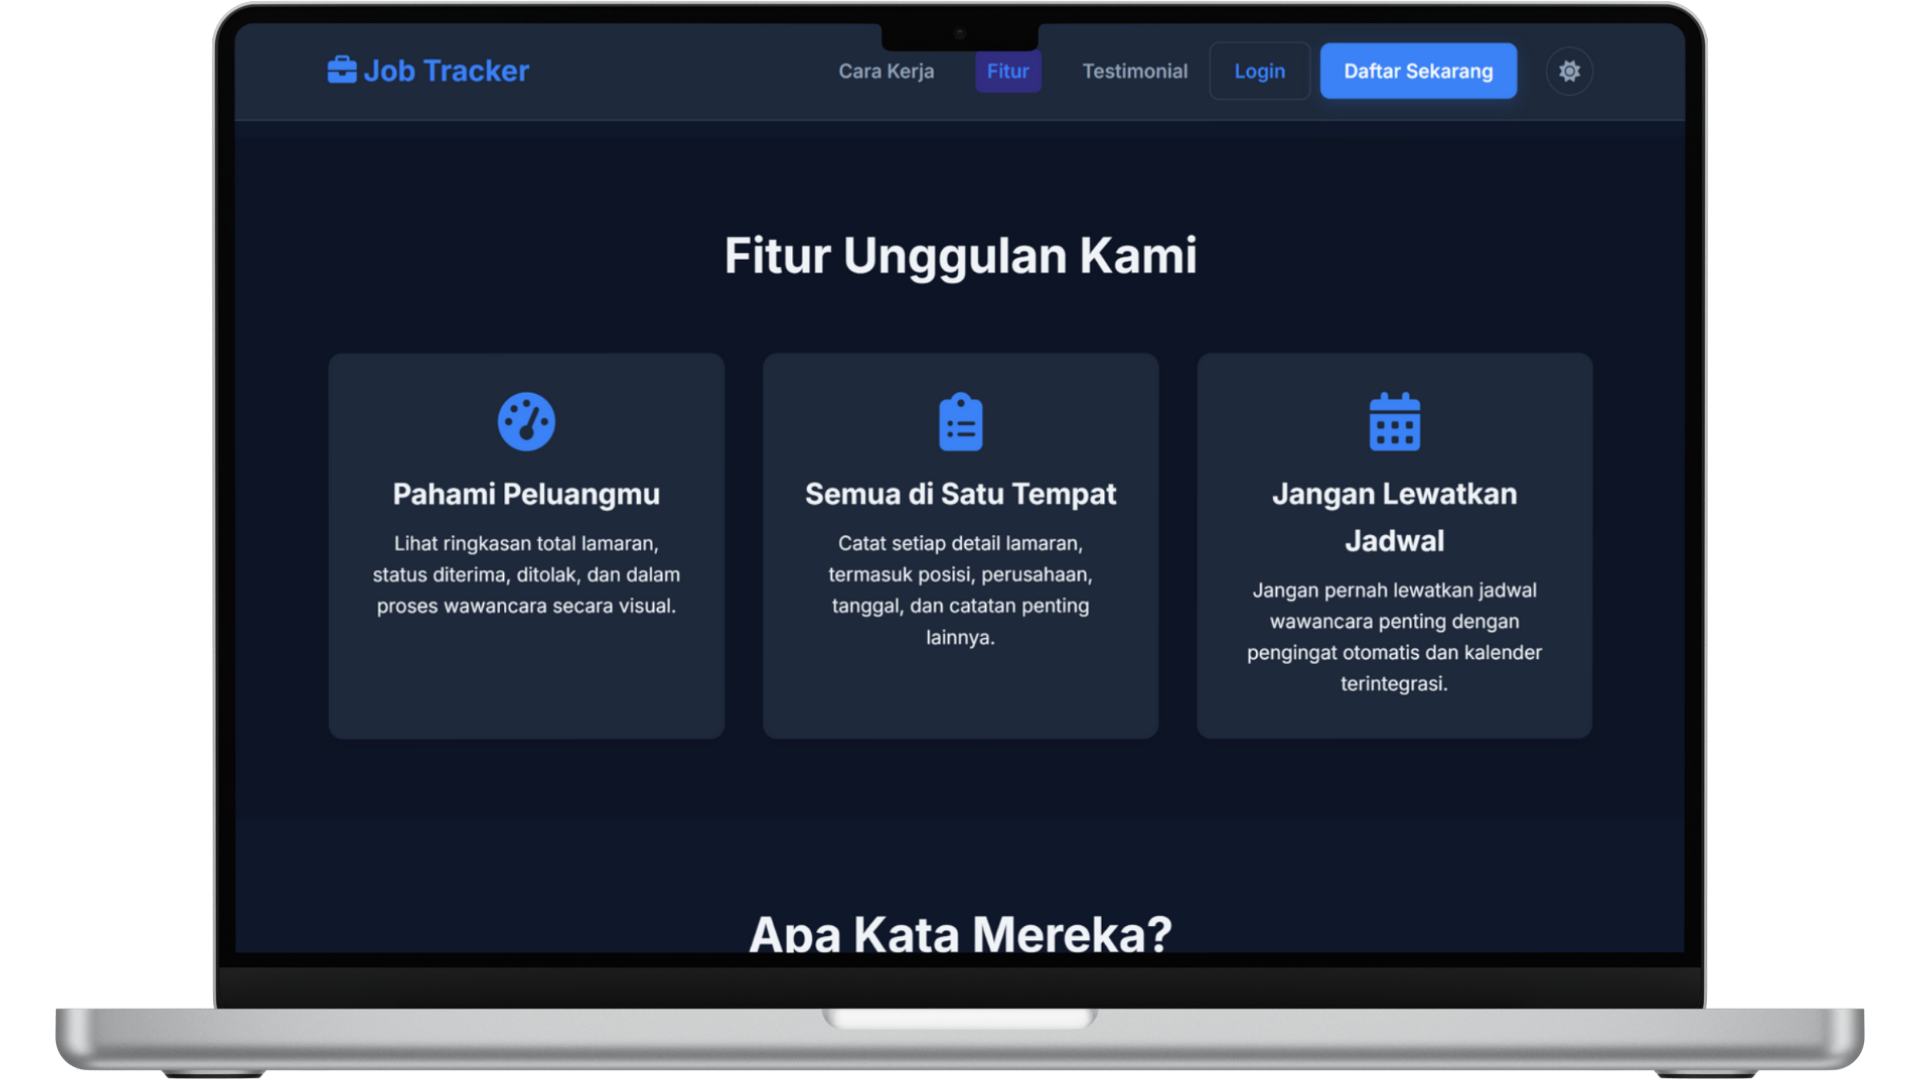 Job Tracker
Cara Kerja
Fitur
Testimonial
Login
Daftar Sekarang
Fitur Unggulan Kami
Pahami Peluangmu
Lihat ringkasan total lamaran,
status diterima, ditolak, dan dalam
proses wawancara secara visual.
Semua di Satu Tempat
Catat setiap detail lamaran,
termasuk posisi, perusahaan,
tanggal, dan catatan penting
lainnya.
Jangan Lewatkan
Jadwal
Jangan pernah lewatkan jadwal
wawancara penting dengan
pengingat otomatis dan kalender
terintegrasi.
Apa Kata Mereka?